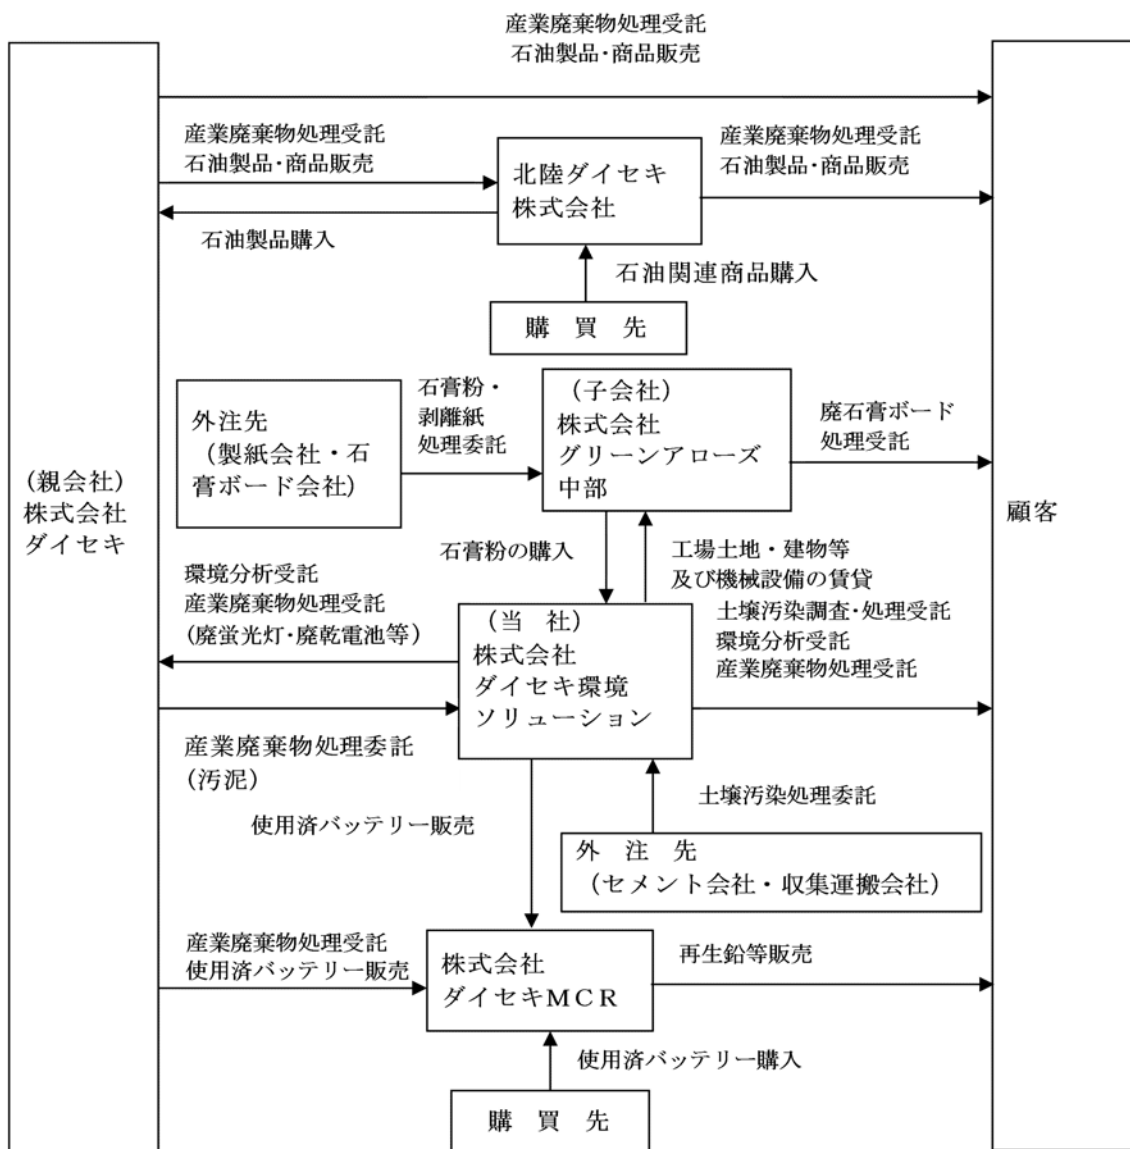 産業廃棄物処理受託
石油製品・商品販売
産業廃棄物処理受託
石油製品・商品販売
北陸ダイセキ
株式会社
産業廃棄物処理受託
石油製品・商品販売
石油製品購入
石油関連商品購入
購　買　先
外注先
（製紙会社・石
膏ボード会社）
石膏粉・
剥離紙
処理委託
（子会社）
株式会社
グリーンアローズ
中部
廃石膏ボード
処理受託
（親会社）
株式会社
ダイセキ
顧客
石膏粉の購入
工場土地・建物等
及び機械設備の賃貸
環境分析受託
産業廃棄物処理受託
（廃蛍光灯・廃乾電池等）
（当　社）
株式会社
ダイセキ環境
ソリューション
土壌汚染調査・処理受託
環境分析受託
産業廃棄物処理受託
産業廃棄物処理委託
（汚泥）
使用済バッテリー販売
土壌汚染処理委託
外　注　先
（セメント会社・収集運搬会社）
産業廃棄物処理受託
使用済バッテリー販売
株式会社
ダイセキＭＣＲ
再生鉛等販売
使用済バッテリー購入
購　買　先